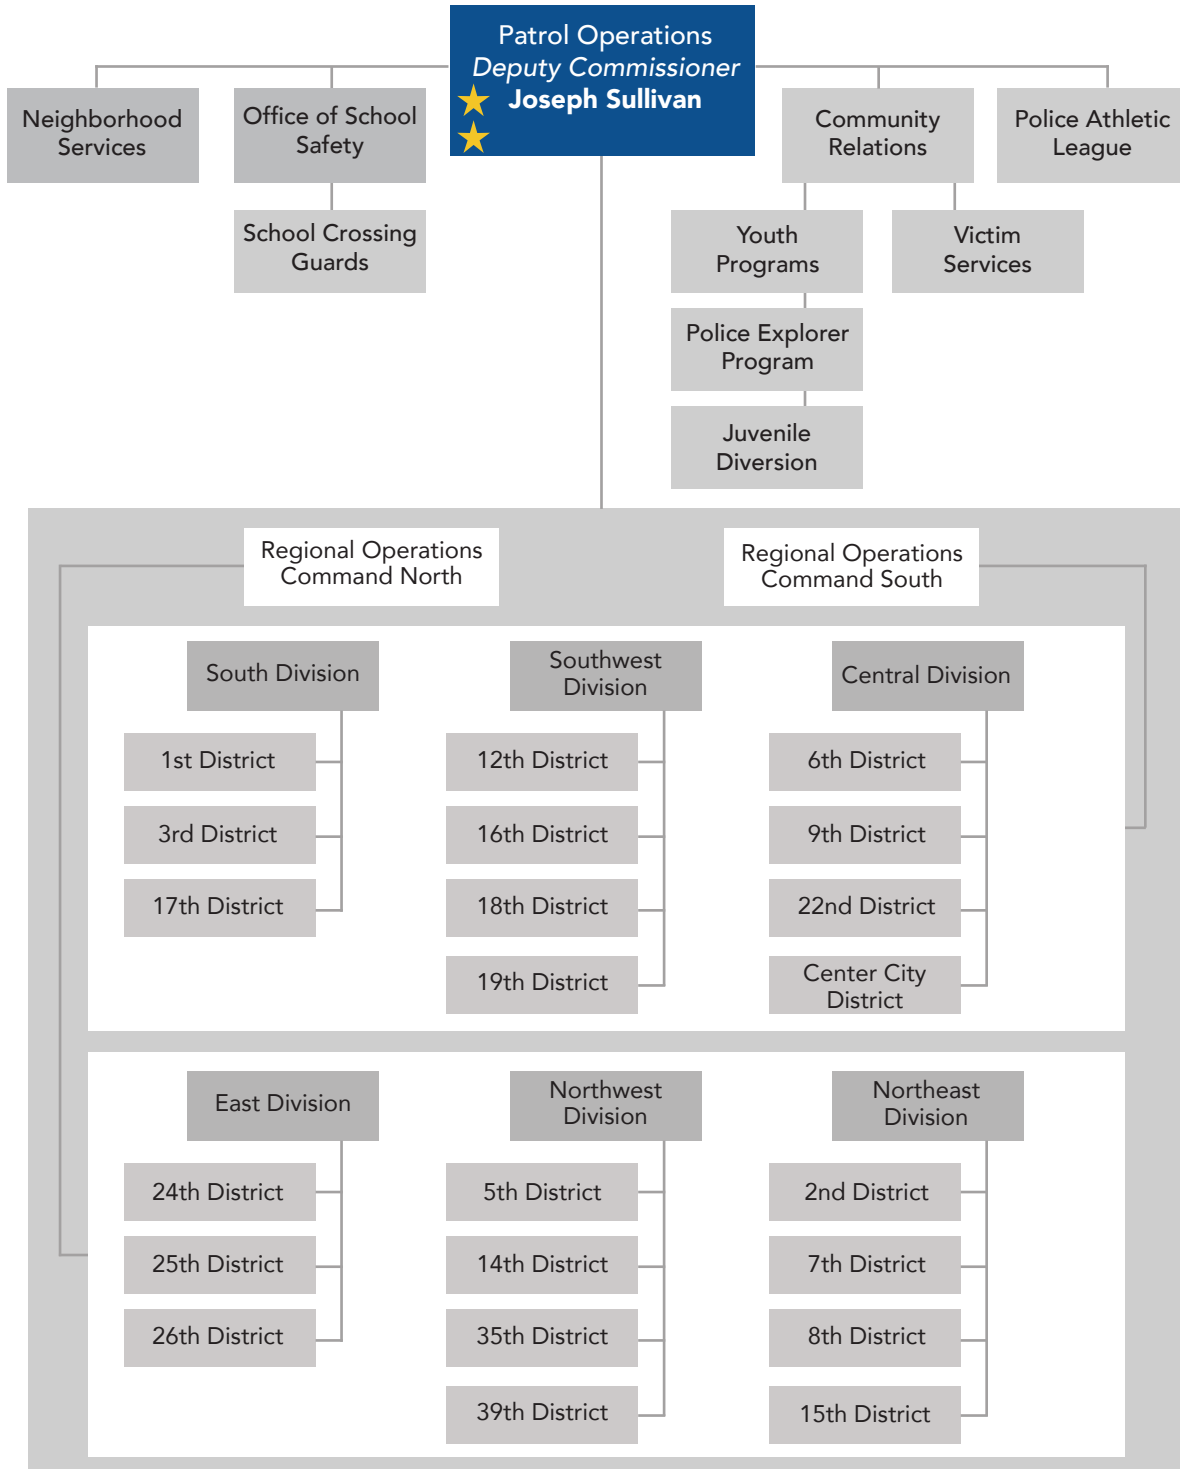 Patrol Operations
Deputy Commissioner
Joseph Sullivan
Neighborhood
Services
Office of School
Safety
School Crossing
Guards
Community
Relations
Police Athletic
League
Youth
Programs
Victim
Services
Police Explorer
Program
Juvenile
Diversion
Regional Operations
Command North
Regional Operations
Command South
South Division
1st District
3rd District
17th District
Southwest
Division
12th District
16th District
18th District
19th District
Central Division
6th District
9th District
22nd District
Center City
District
East Division
24th District
25th District
26th District
Northwest
Division
5th District
14th District
35th District
39th District
Northeast
Division
2nd District
7th District
8th District
15th District